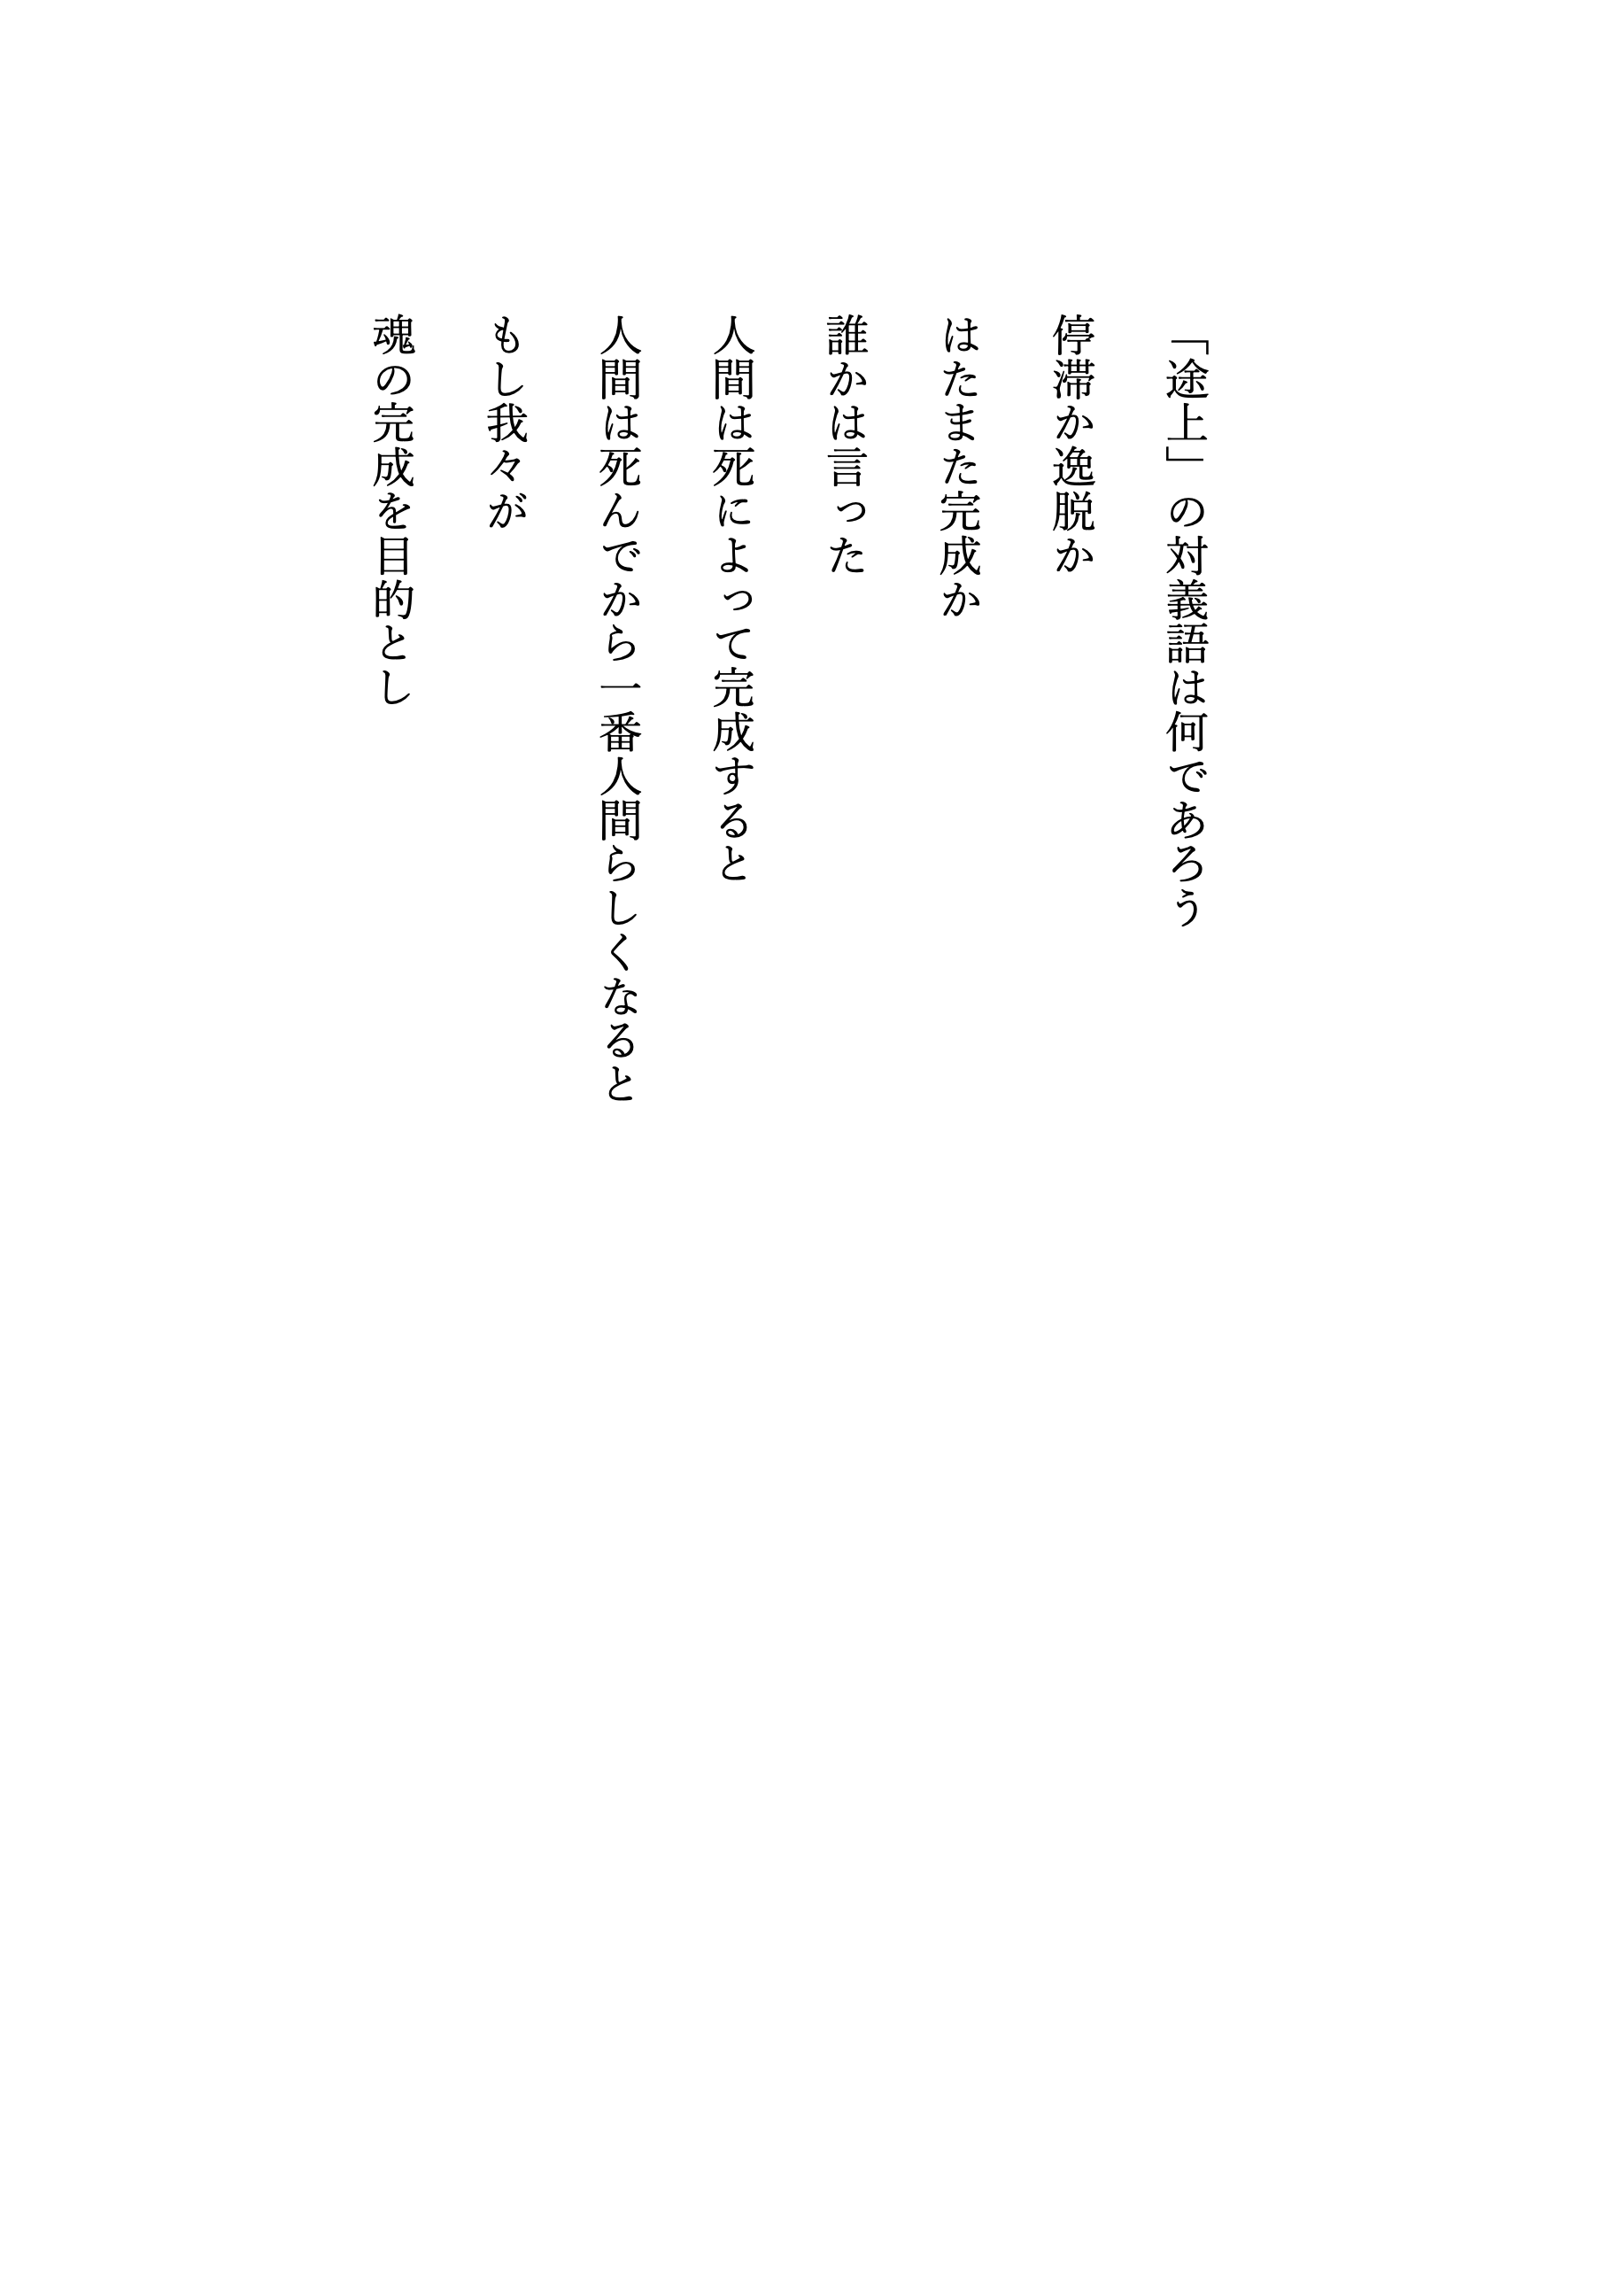 「途上」の対義語は何であろう
停滞か逸脱か
はたまた完成か
誰かは言った
人間は死によって完成すると
人間は死んでから一番人間らしくなると
もし我々が
魂の完成を目的とし